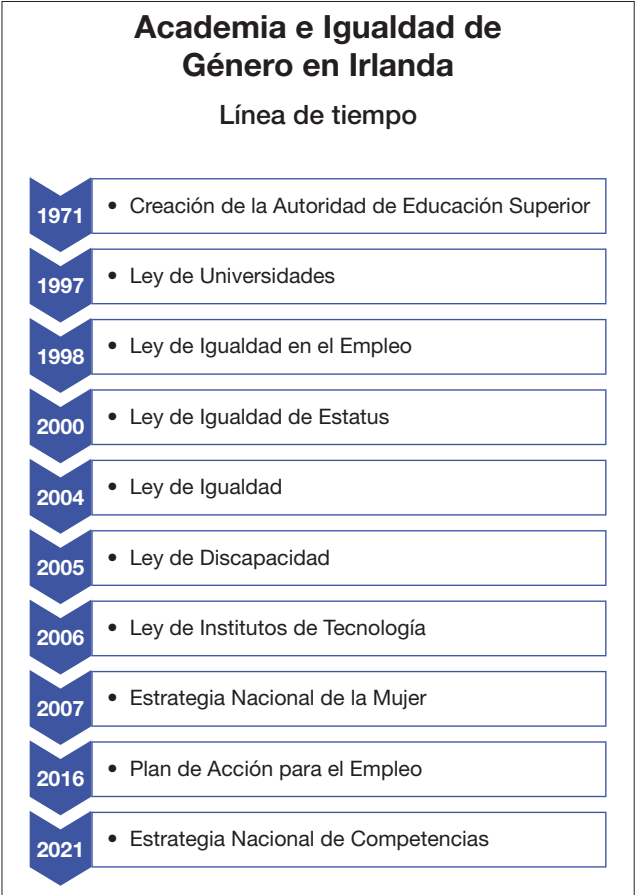 Academia e Igualdad de
Género en Irlanda
Línea de tiempo
1971 • Creación de la Autoridad de Educación Superior
1997 • Ley de Universidades
1998 • Ley de Igualdad en el Empleo
2000 • Ley de Igualdad de Estatus
2004 • Ley de Igualdad
2005 • Ley de Discapacidad
2006 • Ley de Institutos de Tecnología
2007 • Estrategia Nacional de la Mujer
2016 • Plan de Acción para el Empleo
2021 • Estrategia Nacional de Competencias